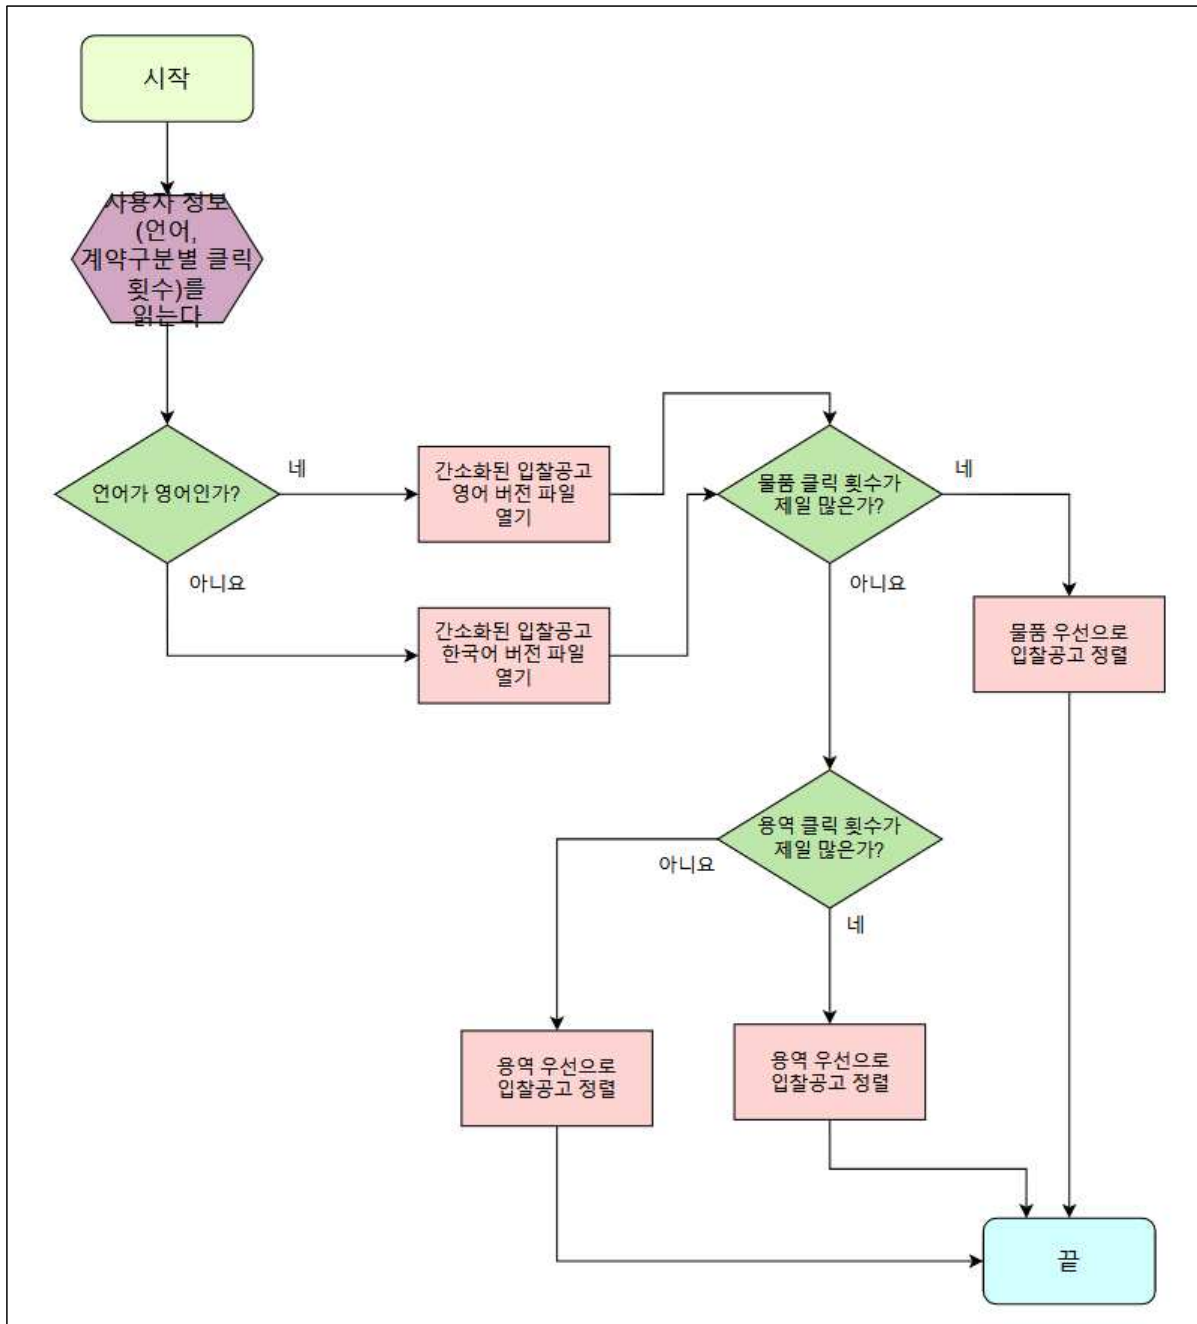 시작
사용자 정보
(언어,
계약구분별 클릭
횟수)를
읽는다
언어가 영어인가?
네
간소화된 입찰공고
영어 버전 파일
열기
물품 클릭 횟수가
제일 많은가?
네
아니요
간소화된 입찰공고
한국어 버전 파일
열기
아니요
물품 우선으로
입찰공고 정렬
용역 클릭 횟수가
제일 많은가?
아니요
네
용역 우선으로
입찰공고 정렬
용역 우선으로
입찰공고 정렬
끝